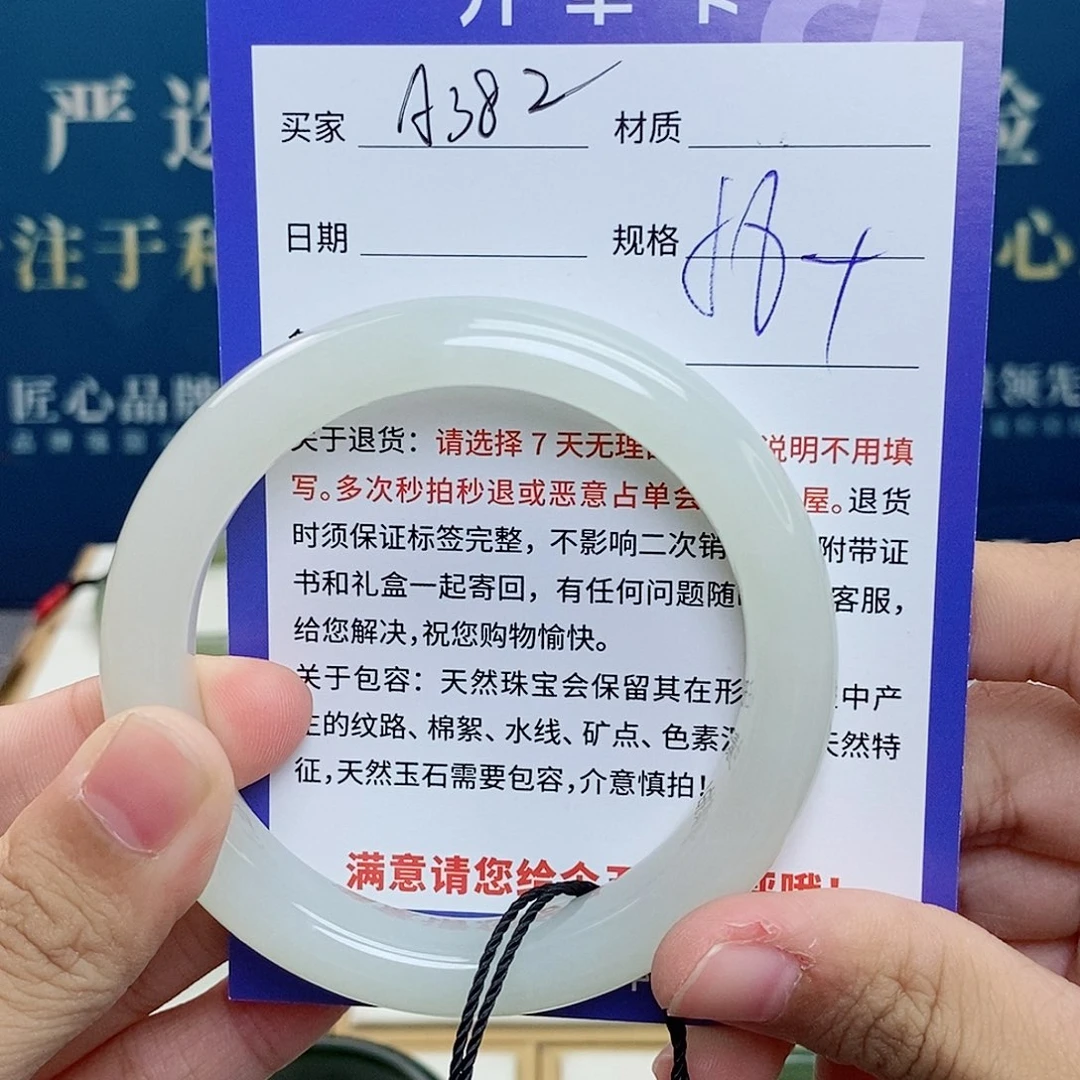 开单卡
买家 A382 材质
日期 规格
关于退货：请选择7天无理 说明不用填
写。多次秒拍秒退或恶意占单会 屋。退货
时须保证标签完整，不影响二次销 附带证
书和礼盒一起寄回，有任何问题随 客服，
给您解决，祝您购物愉快。
关于包容：天然珠宝会保留其在形 中产
生的纹路、棉絮、水线、矿点、色素 天然特
征，天然玉石需要包容，介意慎拍！
满意请您给个 哦！
严选
注于
心
匠心品牌
领先